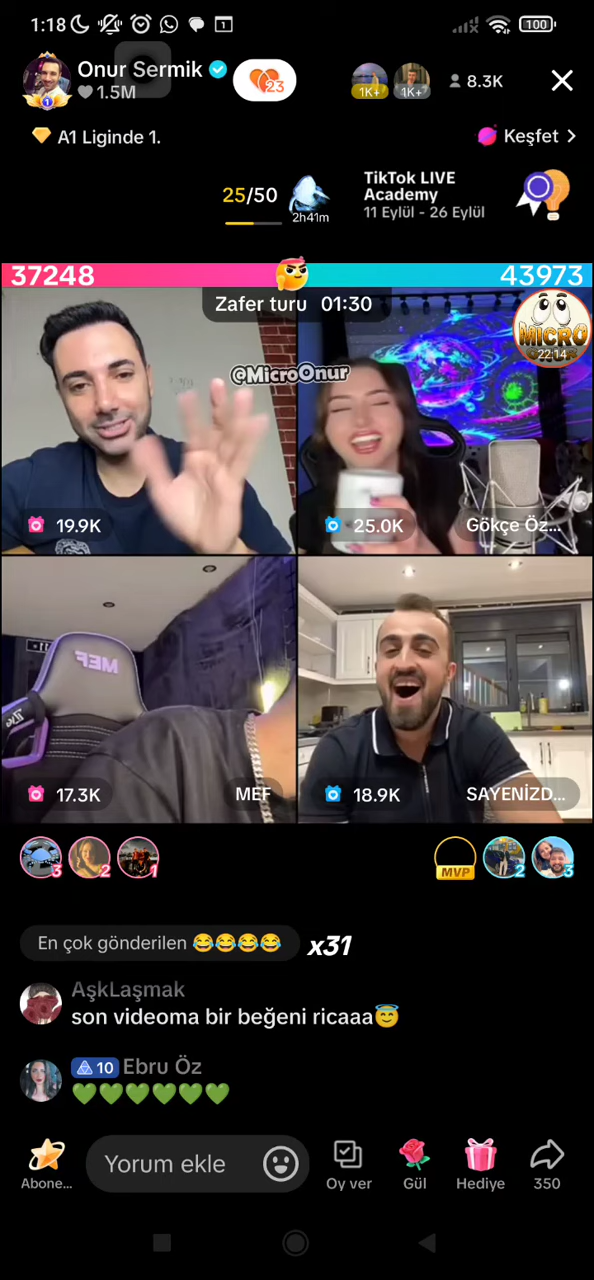 1:18
100
Onur Sermik
1.5M
23
1K+
1K+
8.3K
A1 Liginde 1.
Keşfet
25/50
2h41m
TikTok LIVE
Academy
11 Eylül - 26 Eylül
37248
43973
Zafer turu 01:30
MiCRO
22:14
@MicroOnur
19.9K
25.0K
Gökçe Öz...
MEF
17.3K
MEF
18.9K
SAYENİZD...
3
2
1
MVP
2
3
En çok gönderilen 😂😂😂😂
x31
AşkLaşmak
son videoma bir beğeni ricaaa😇
10 Ebru Öz
💚💚💚💚💚💚
Abone...
Yorum ekle
Oy ver
Gül
Hediye
350